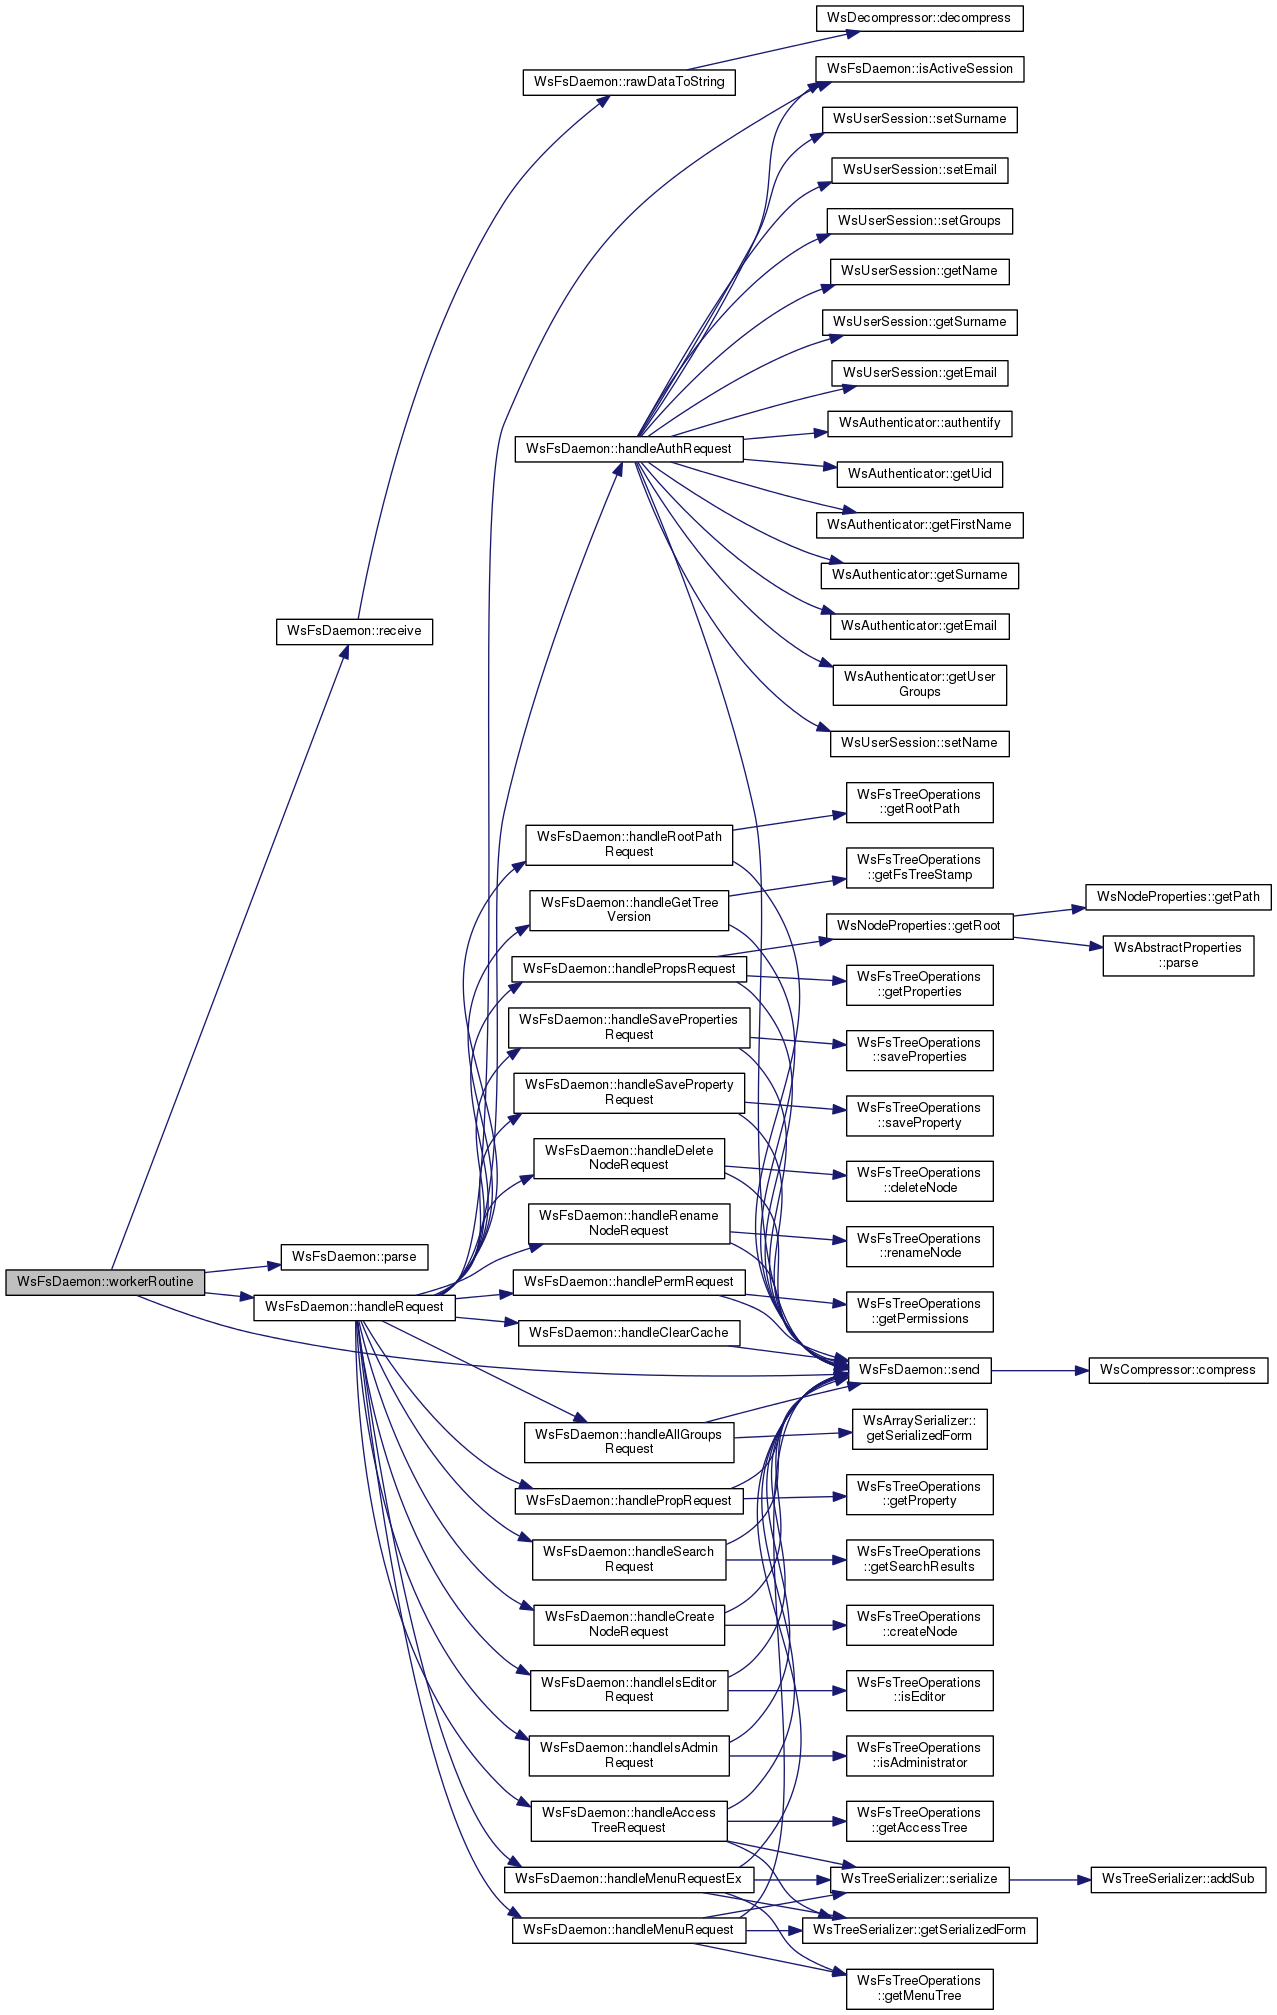 WsDecompressor::decompress
WsFsDaemon::rawDataToString
WsFsDaemon::isActiveSession
WsUserSession::setSurname
WsUserSession::setEmail
WsUserSession::setGroups
WsUserSession::getName
WsUserSession::getSurname
WsUserSession::getEmail
WsAuthenticator::authentify
WsFsDaemon::handleAuthRequest
WsAuthenticator::getUid
WsAuthenticator::getFirstName
WsAuthenticator::getSurname
WsAuthenticator::getEmail
WsFsDaemon::receive
WsAuthenticator::getUser
Groups
WsUserSession::setName
WsFsTreeOperations
::getRootPath
WsFsDaemon::handleRootPath
Request
WsFsTreeOperations
::getFsTreeStamp
WsFsDaemon::handleGetTree
Version
WsNodeProperties::getPath
WsNodeProperties::getRoot
WsAbstractProperties
::parse
WsFsDaemon::handlePropsRequest
WsFsTreeOperations
::getProperties
WsFsDaemon::handleSaveProperties
Request
WsFsTreeOperations
::saveProperties
WsFsDaemon::handleSaveProperty
Request
WsFsTreeOperations
::saveProperty
WsFsDaemon::handleDelete
NodeRequest
WsFsTreeOperations
::deleteNode
WsFsDaemon::handleRename
NodeRequest
WsFsTreeOperations
::renameNode
WsFsDaemon::parse
WsFsDaemon::workerRoutine
WsFsDaemon::handlePermRequest
WsFsTreeOperations
::getPermissions
WsFsDaemon::handleRequest
WsFsDaemon::handleClearCache
WsFsDaemon::send
WsCompressor::compress
WsFsDaemon::handleAllGroups
Request
WsArraySerializer::
getSerializedForm
WsFsDaemon::handlePropRequest
WsFsTreeOperations
::getProperty
WsFsDaemon::handleSearch
Request
WsFsTreeOperations
::getSearchResults
WsFsDaemon::handleCreate
NodeRequest
WsFsTreeOperations
::createNode
WsFsDaemon::handleIsEditor
Request
WsFsTreeOperations
::isEditor
WsFsDaemon::handleIsAdmin
Request
WsFsTreeOperations
::isAdministrator
WsFsDaemon::handleAccess
TreeRequest
WsFsTreeOperations
::getAccessTree
WsFsDaemon::handleMenuRequestEx
WsTreeSerializer::serialize
WsTreeSerializer::addSub
WsFsDaemon::handleMenuRequest
WsTreeSerializer::getSerializedForm
WsFsTreeOperations
::getMenuTree